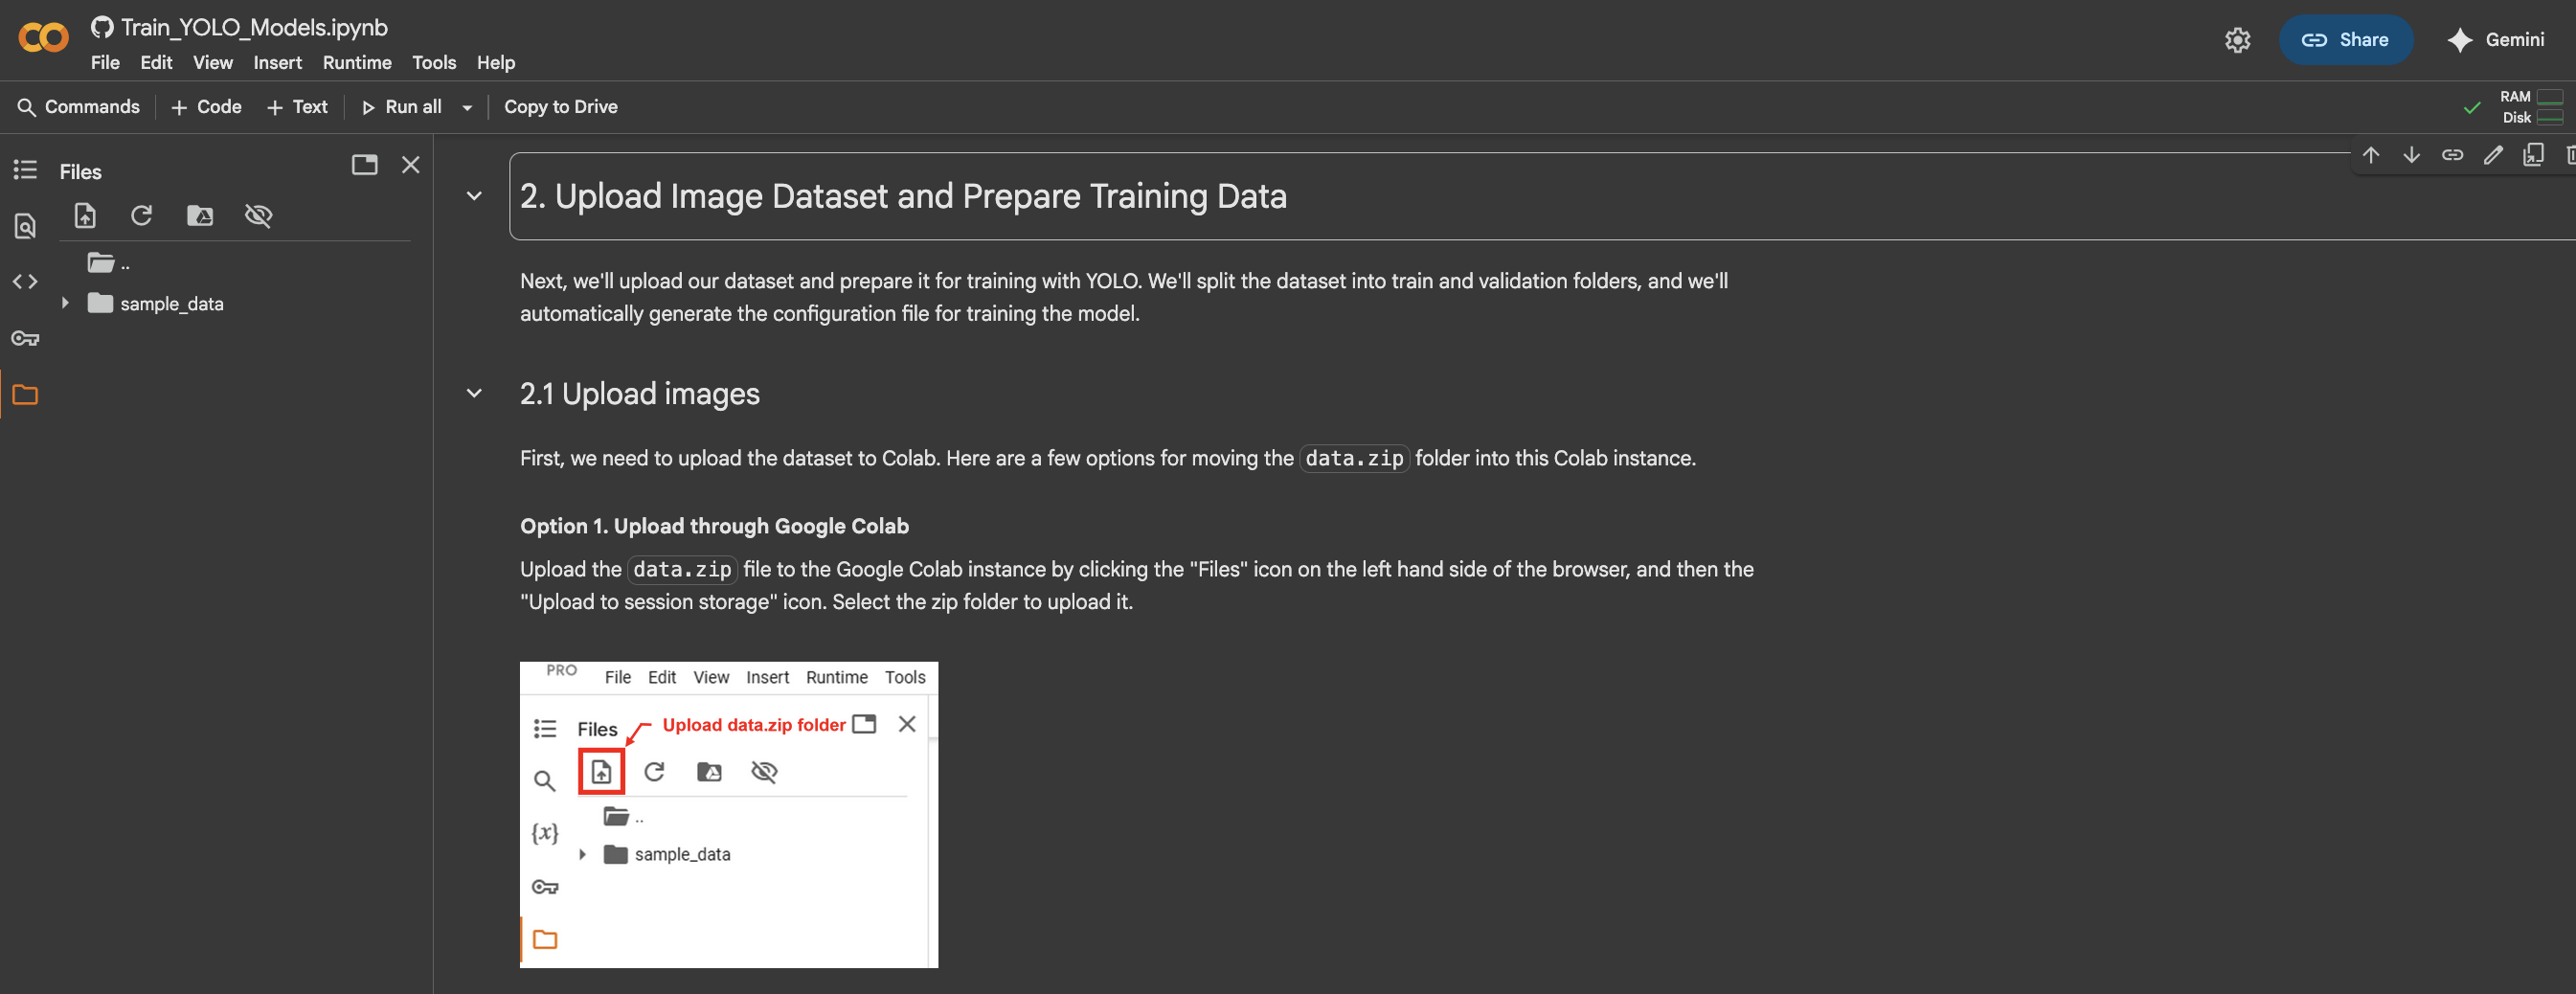 Train_YOLO_Models.ipynb
File Edit View Insert Runtime Tools Help
Share
Gemini
Commands + Code + Text Run all Copy to Drive
RAM
Disk
Files
..
sample_data
2. Upload Image Dataset and Prepare Training Data
Next, we'll upload our dataset and prepare it for training with YOLO. We'll split the dataset into train and validation folders, and we'll
automatically generate the configuration file for training the model.
2.1 Upload images
First, we need to upload the dataset to Colab. Here are a few options for moving the data.zip folder into this Colab instance.
Option 1. Upload through Google Colab
Upload the data.zip file to the Google Colab instance by clicking the "Files" icon on the left hand side of the browser, and then the
"Upload to session storage" icon. Select the zip folder to upload it.
PRO
File Edit View Insert Runtime Tools
Files
Upload data.zip folder
{x}
..
sample_data